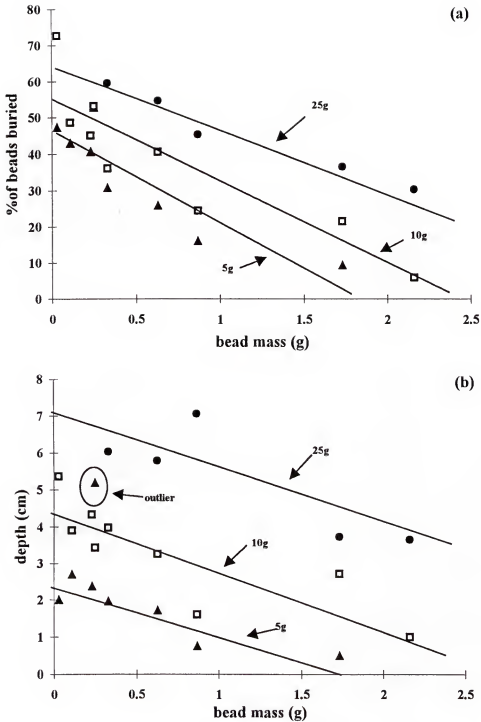 (a)
80
70
60
50
40
30
20
10
0
%of beads buried
25g
10g
5g
0 0.5 1 1.5 2 2.5
bead mass (g)
(b)
8
7
6
5
4
3
2
1
0
depth (cm)
25g
outlier
10g
5g
0 0.5 1 1.5 2 2.5
bead mass (g)